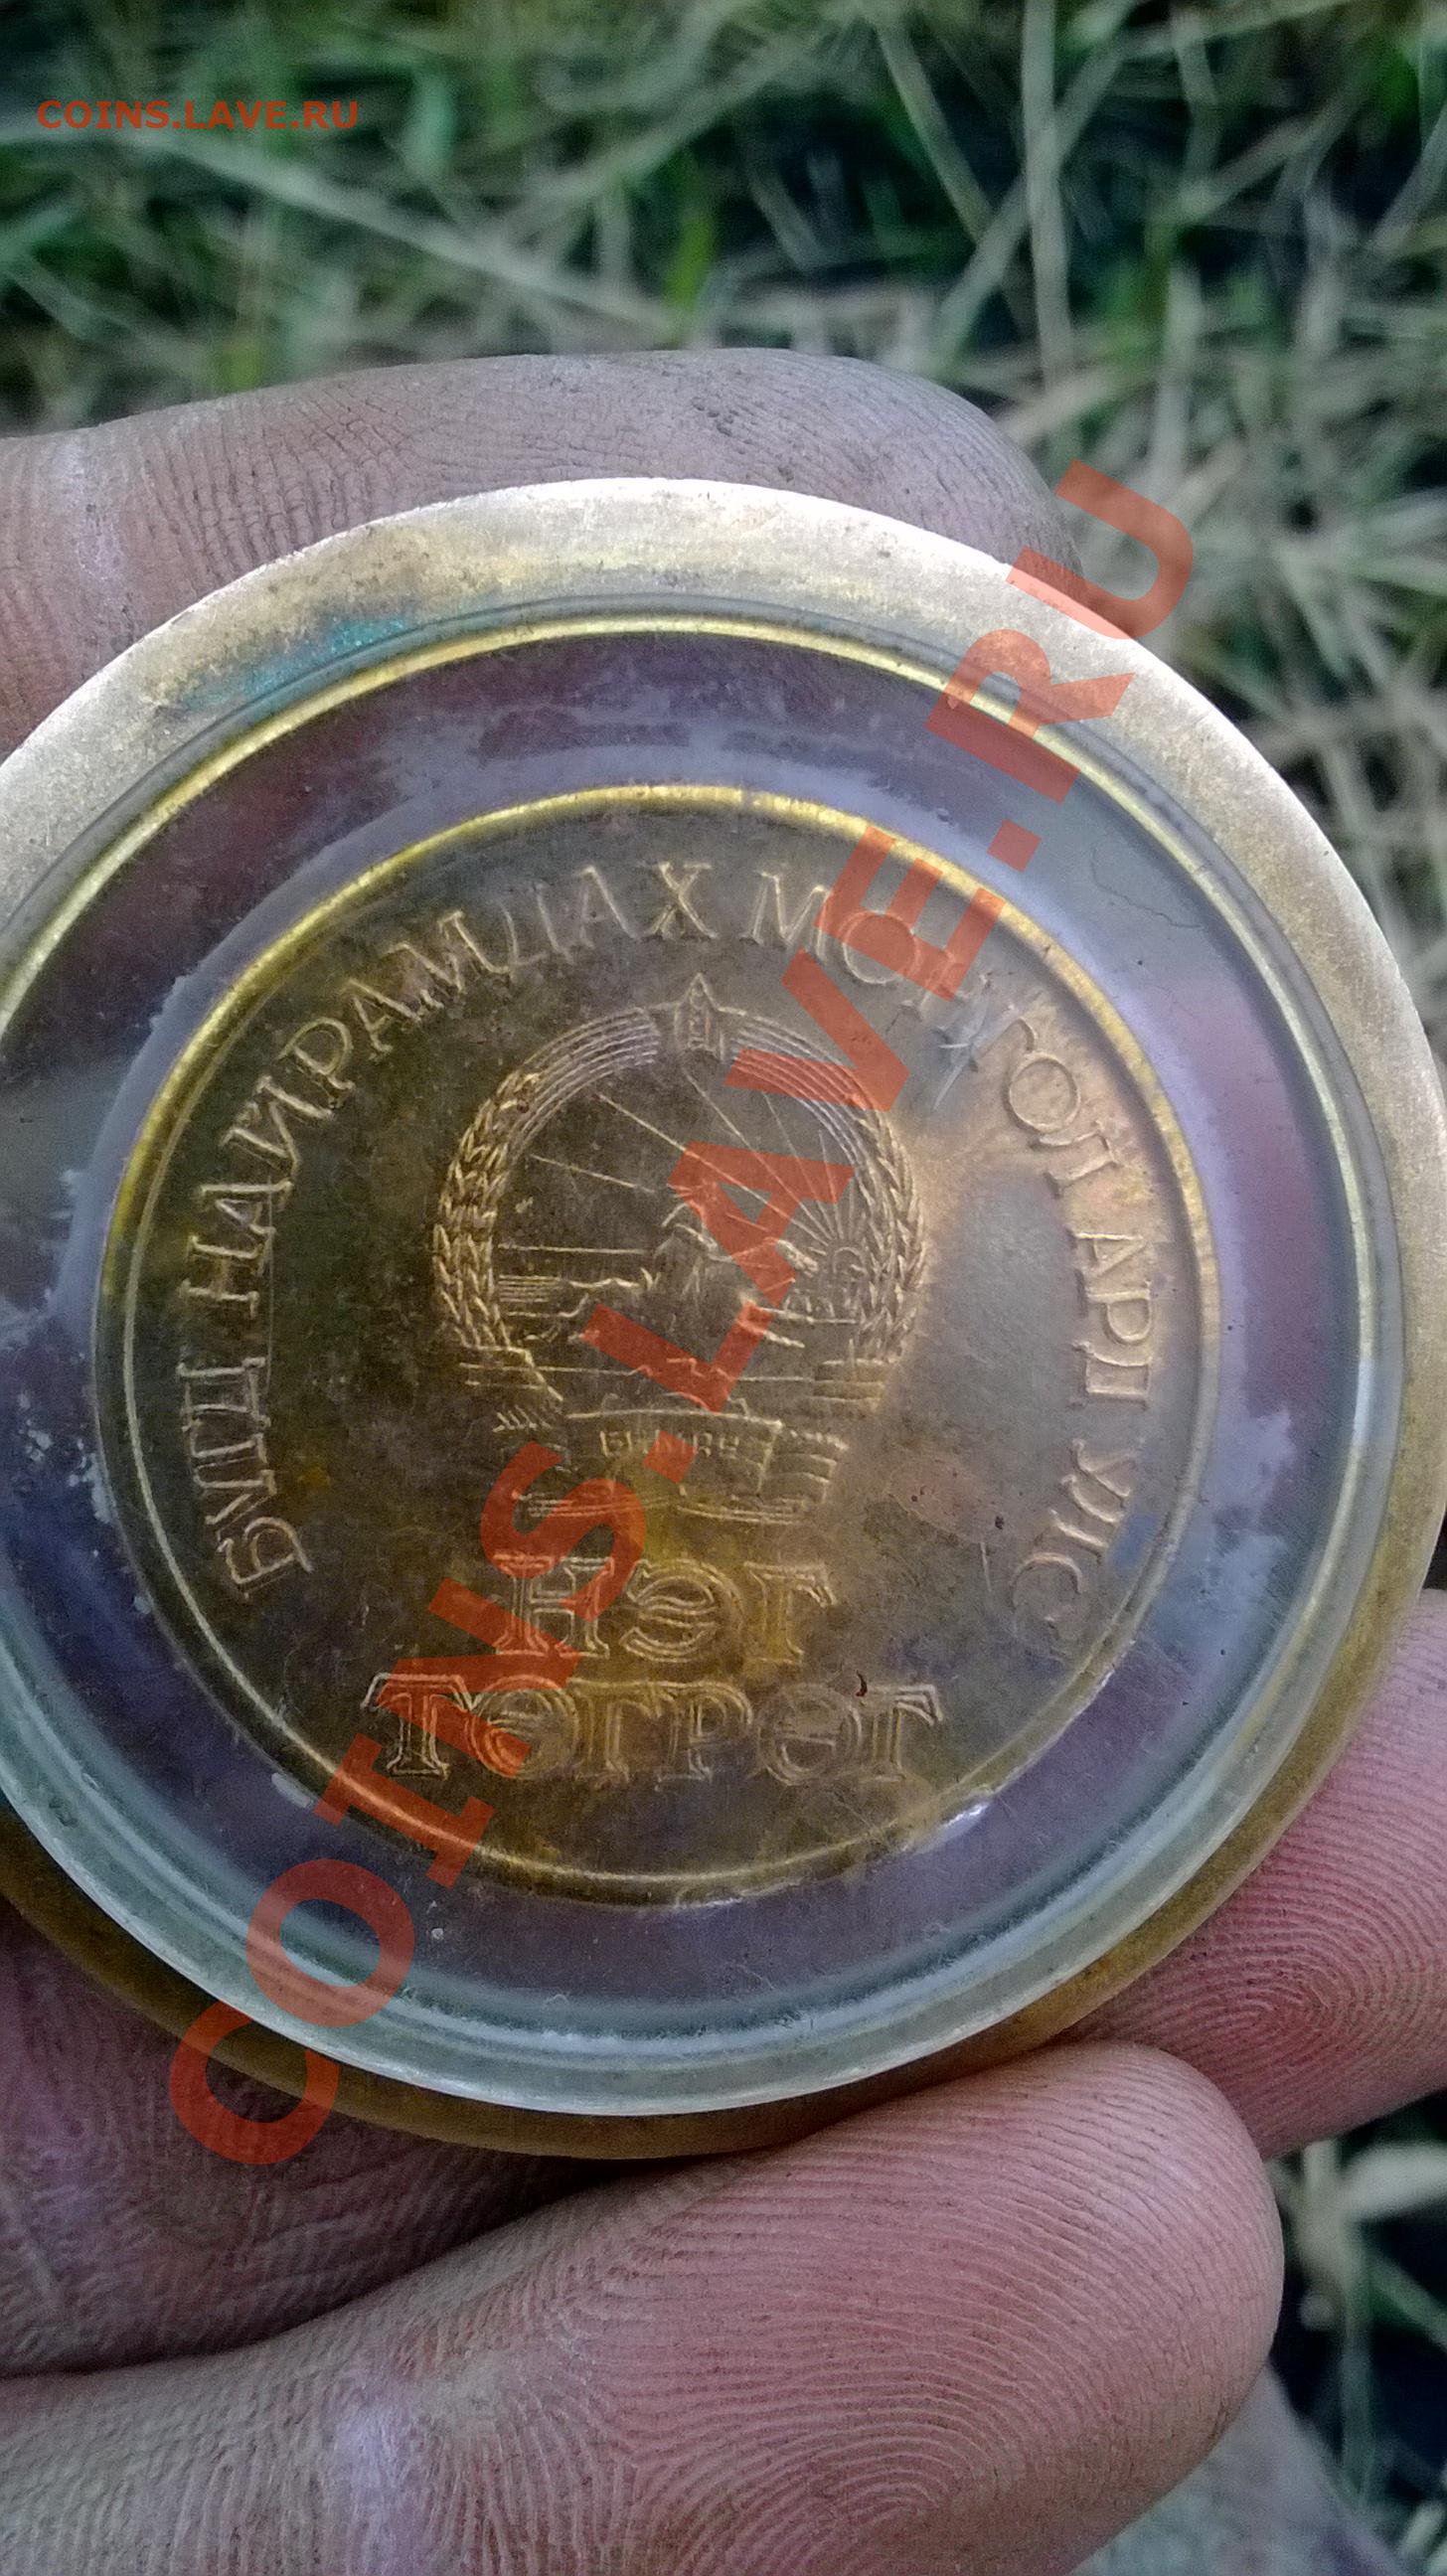 COINS.LAVE.RU
БҮГД НАЙРАМДАХ МОНГОЛ АРД УЛС
БНМАУ
НЭГ
ТӨГРӨГ
COINS.LAVE.RU